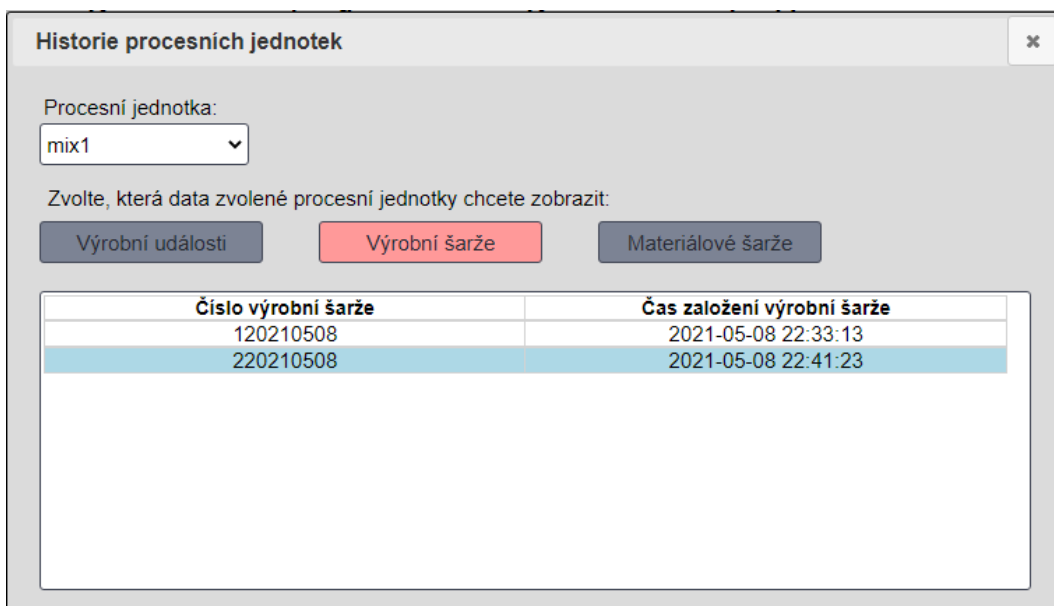 Historie procesních jednotek
Procesní jednotka:
mix1
Zvolte, která data zvolené procesní jednotky chcete zobrazit:
Výrobní události Výrobní šarže Materiálové šarže
Číslo výrobní šarže Čas založení výrobní šarže
120210508 2021-05-08 22:33:13
220210508 2021-05-08 22:41:23